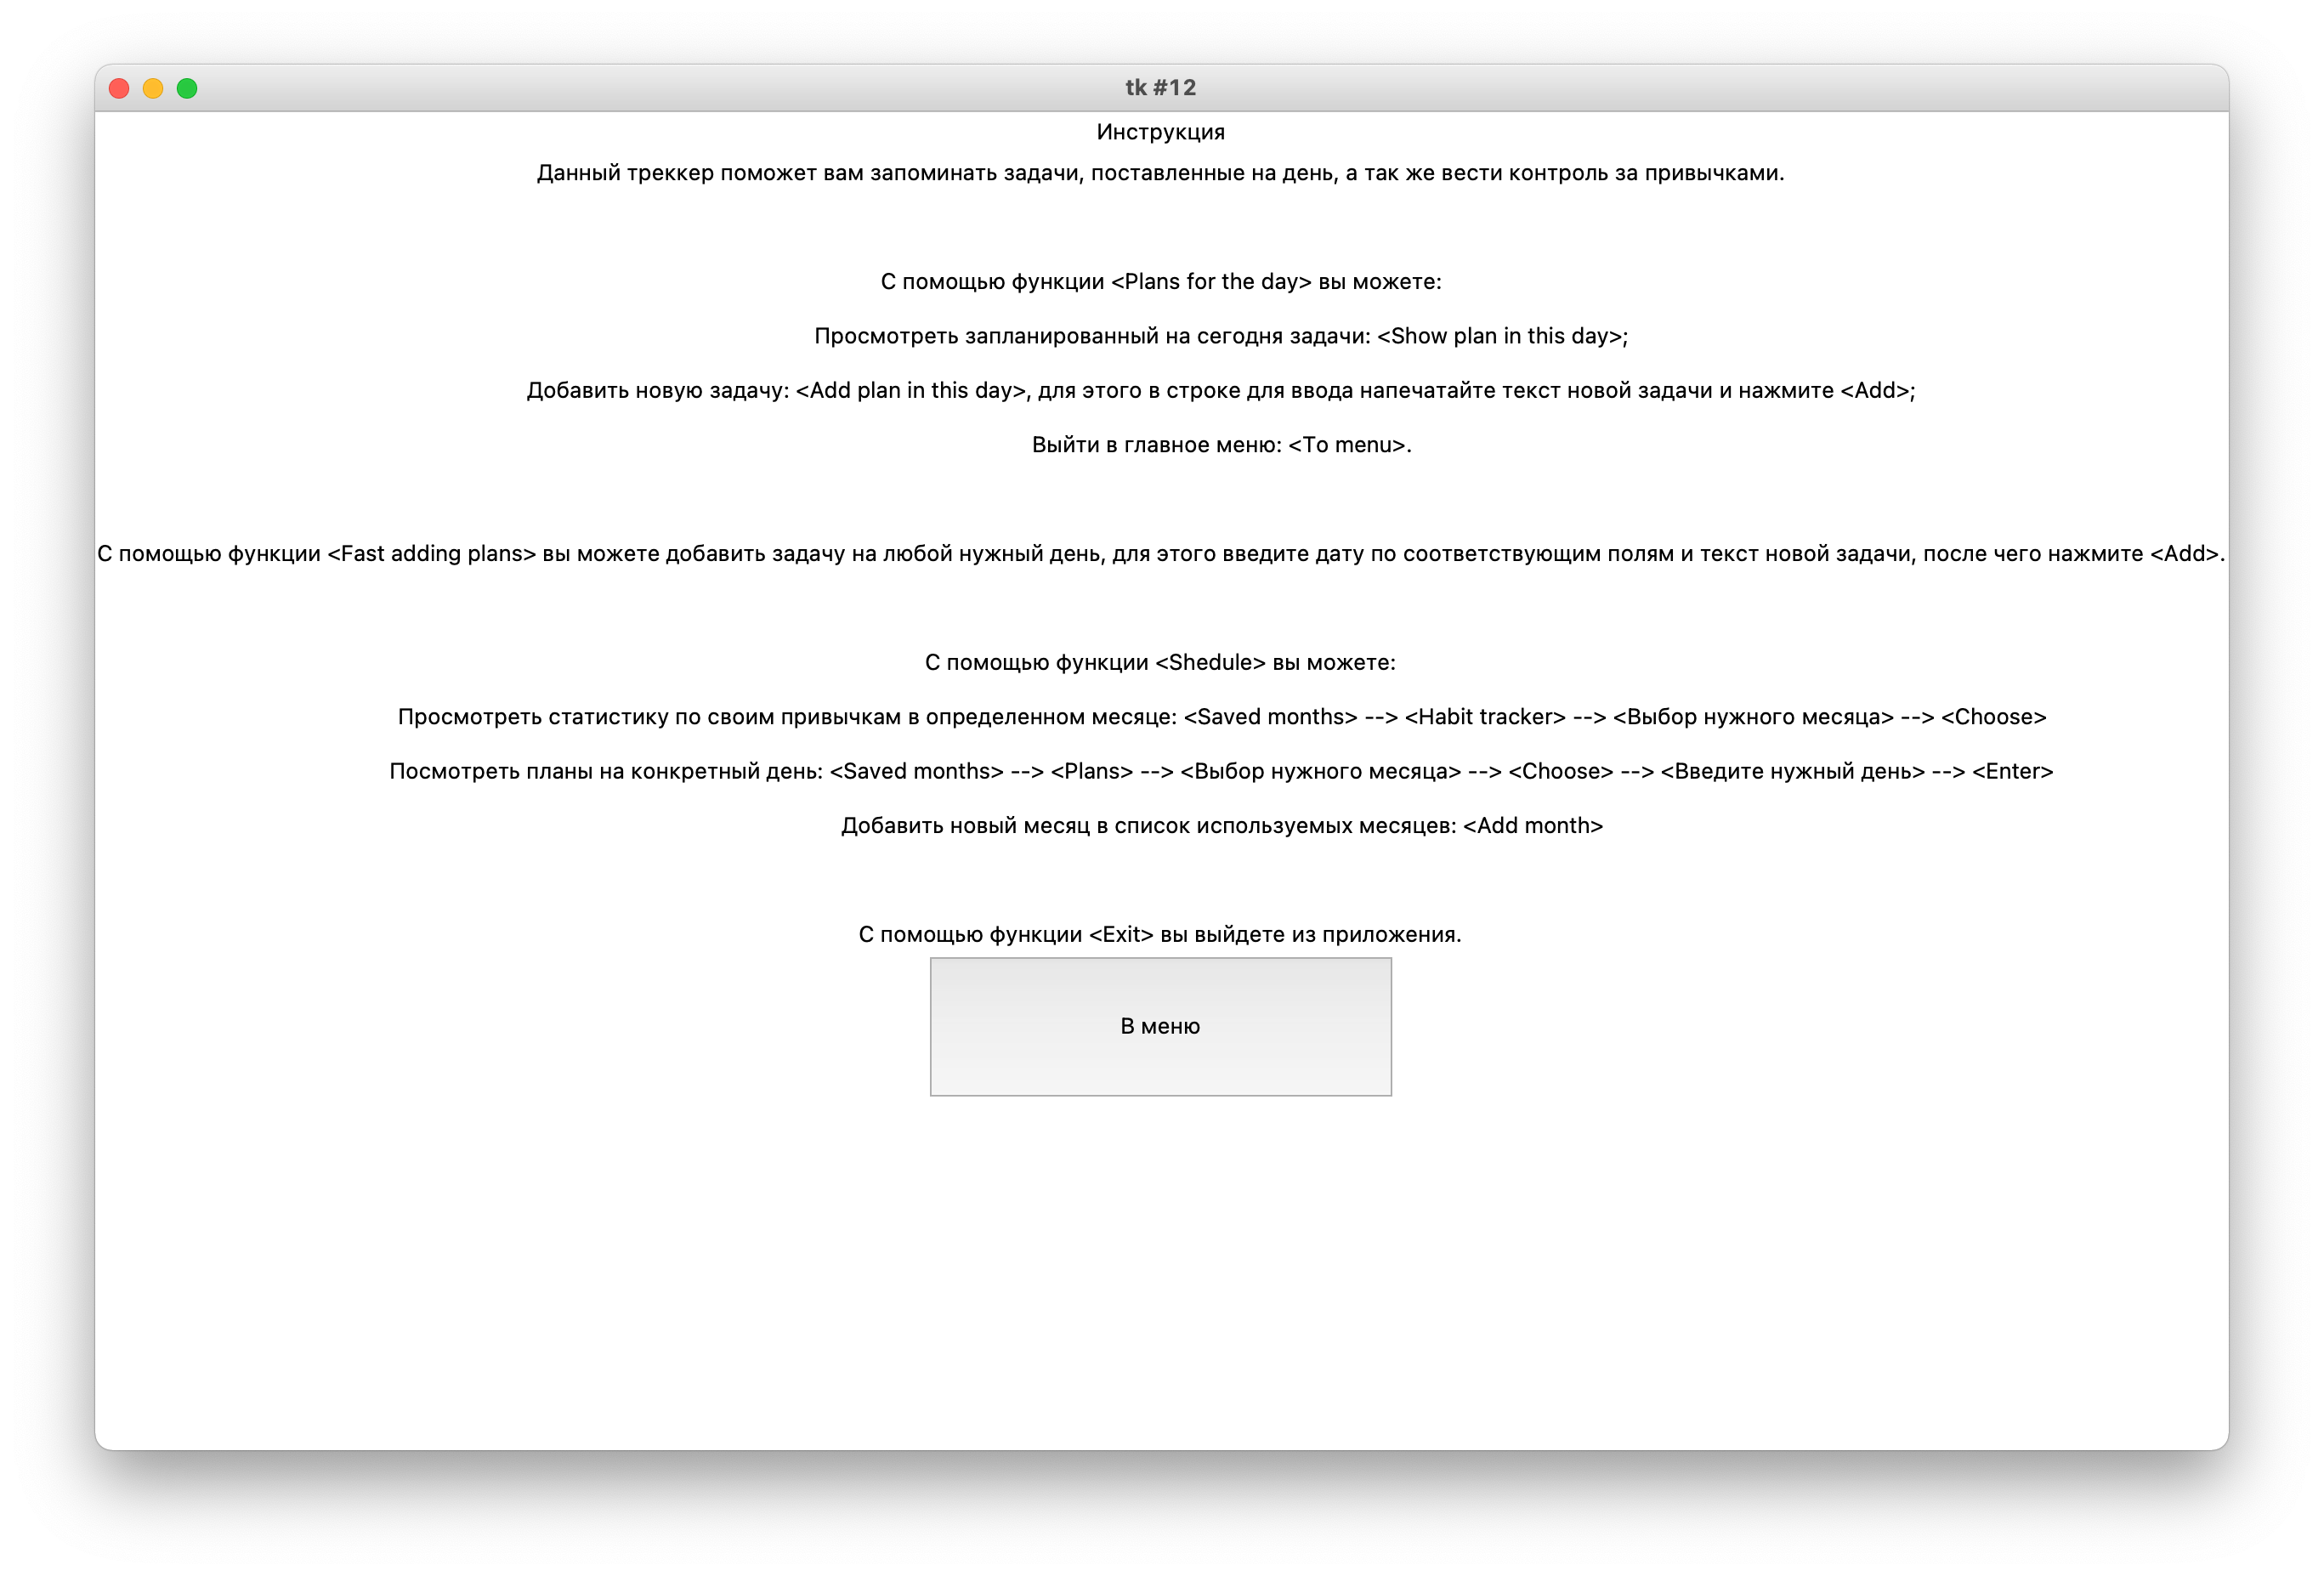 tk #12
Инструкция
Данный треккер поможет вам запоминать задачи, поставленные на день, а так же вести контроль за привычками.
С помощью функции <Plans for the day> вы можете:
Просмотреть запланированный на сегодня задачи: <Show plan in this day>;
Добавить новую задачу: <Add plan in this day>, для этого в строке для ввода напечатайте текст новой задачи и нажмите <Add>;
Выйти в главное меню: <To menu>.
С помощью функции <Fast adding plans> вы можете добавить задачу на любой нужный день, для этого введите дату по соответствующим полям и текст новой задачи, после чего нажмите <Add>.
С помощью функции <Shedule> вы можете:
Просмотреть статистику по своим привычкам в определенном месяце: <Saved months> --> <Habit tracker> --> <Выбор нужного месяца> --> <Choose>
Посмотреть планы на конкретный день: <Saved months> --> <Plans> --> <Выбор нужного месяца> --> <Choose> --> <Введите нужный день> --> <Enter>
Добавить новый месяц в список используемых месяцев: <Add month>
С помощью функции <Exit> вы выйдете из приложения.
В меню